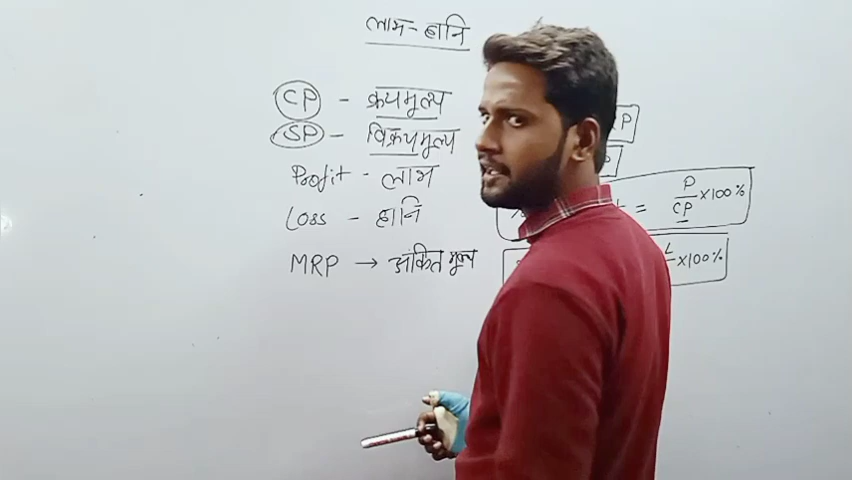 लाभ - हानि
CP - क्रयमूल्य
SP - विक्रयमूल्य
Profit - लाभ
Loss - हानि
MRP → अंकित मूल्य
P
= P/CP ×100%
L ×100%